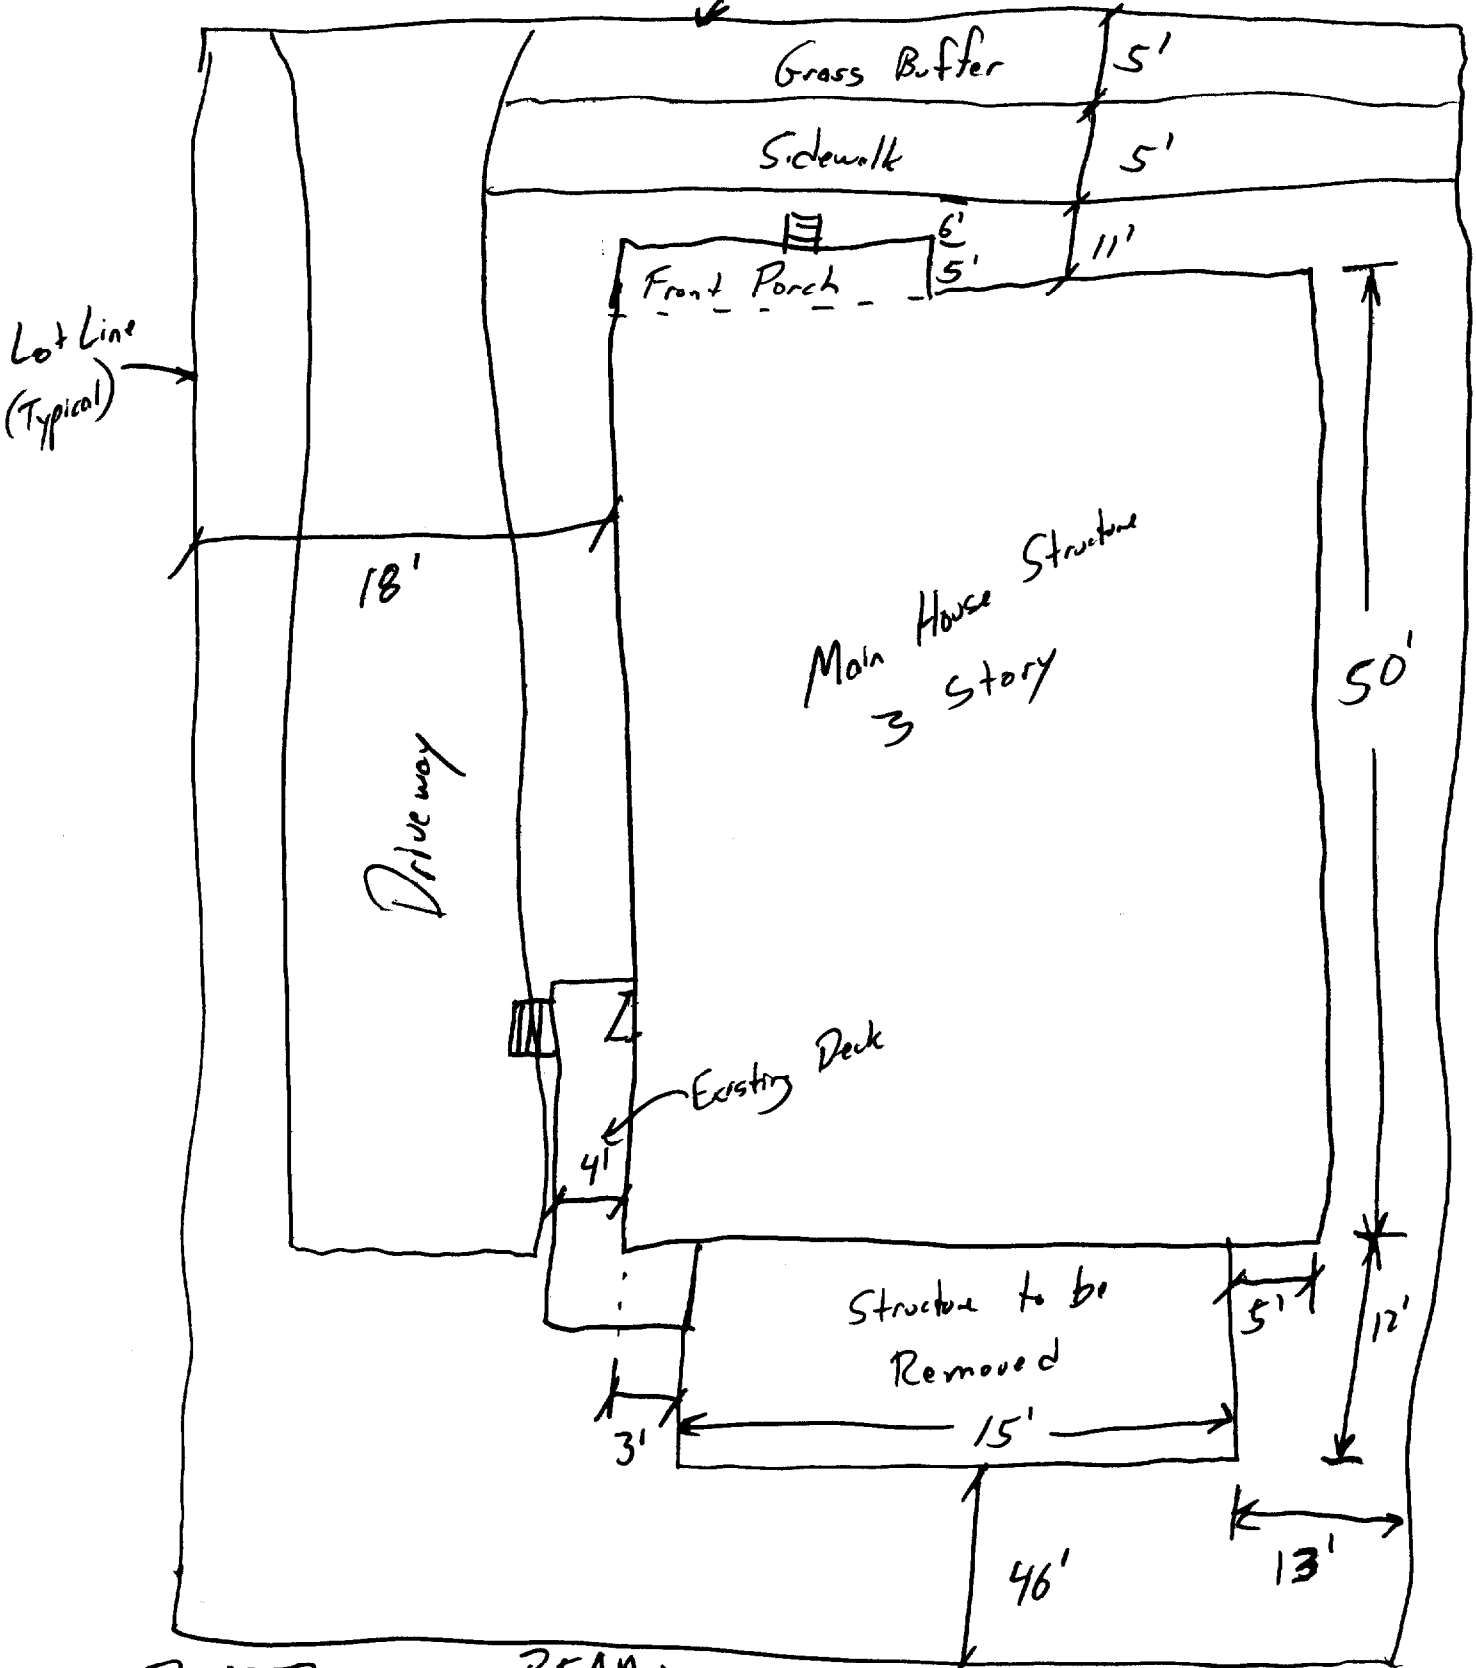 Grass Buffer
5'
Sidewalk
5'
6'
5'
11'
Front Porch
Lot Line
(Typical)
18'
Main House Structure
3 Story
50'
Driveway
Existing Deck
4'
Structure to be
Removed
5'
12'
3'
15'
46'
13'